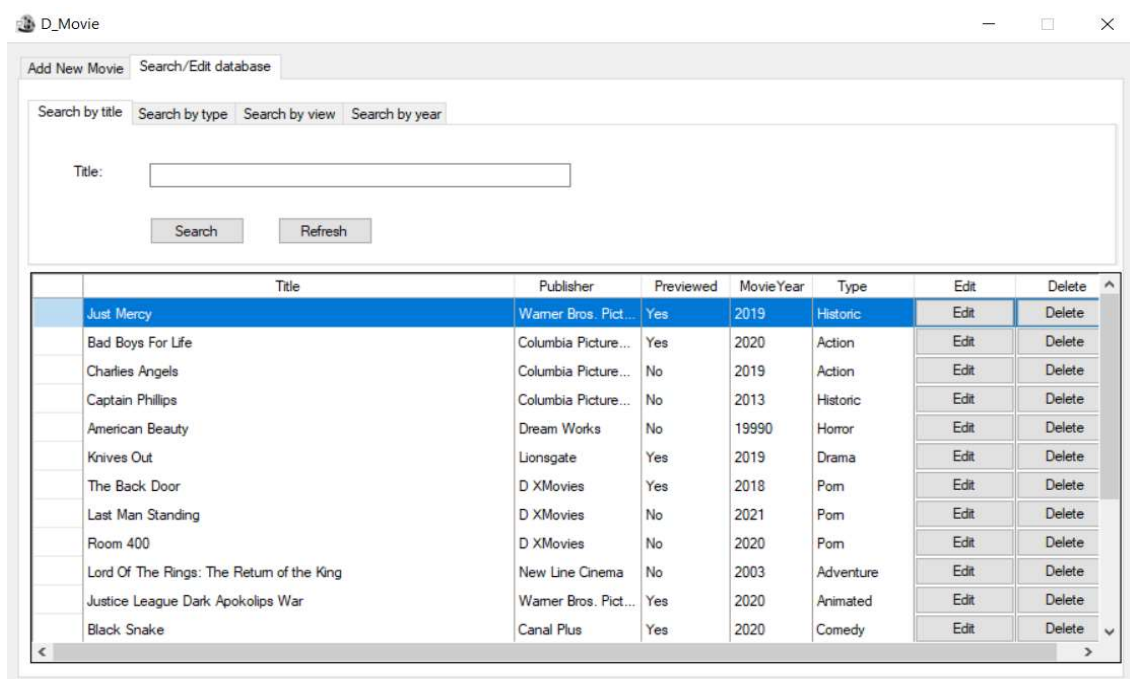 D_Movie
Add New Movie Search/Edit database
Search by title Search by type Search by view Search by year
Title:
Search Refresh
Title Publisher Previewed MovieYear Type Edit Delete
Just Mercy Warner Bros. Pict... Yes 2019 Historic Edit Delete
Bad Boys For Life Columbia Picture... Yes 2020 Action Edit Delete
Charlies Angels Columbia Picture... No 2019 Action Edit Delete
Captain Phillips Columbia Picture... No 2013 Historic Edit Delete
American Beauty Dream Works No 19990 Horror Edit Delete
Knives Out Lionsgate Yes 2019 Drama Edit Delete
The Back Door D XMovies Yes 2018 Porn Edit Delete
Last Man Standing D XMovies No 2021 Porn Edit Delete
Room 400 D XMovies No 2020 Porn Edit Delete
Lord Of The Rings: The Return of the King New Line Cinema No 2003 Adventure Edit Delete
Justice League Dark Apokolips War Warner Bros. Pict... Yes 2020 Animated Edit Delete
Black Snake Canal Plus Yes 2020 Comedy Edit Delete